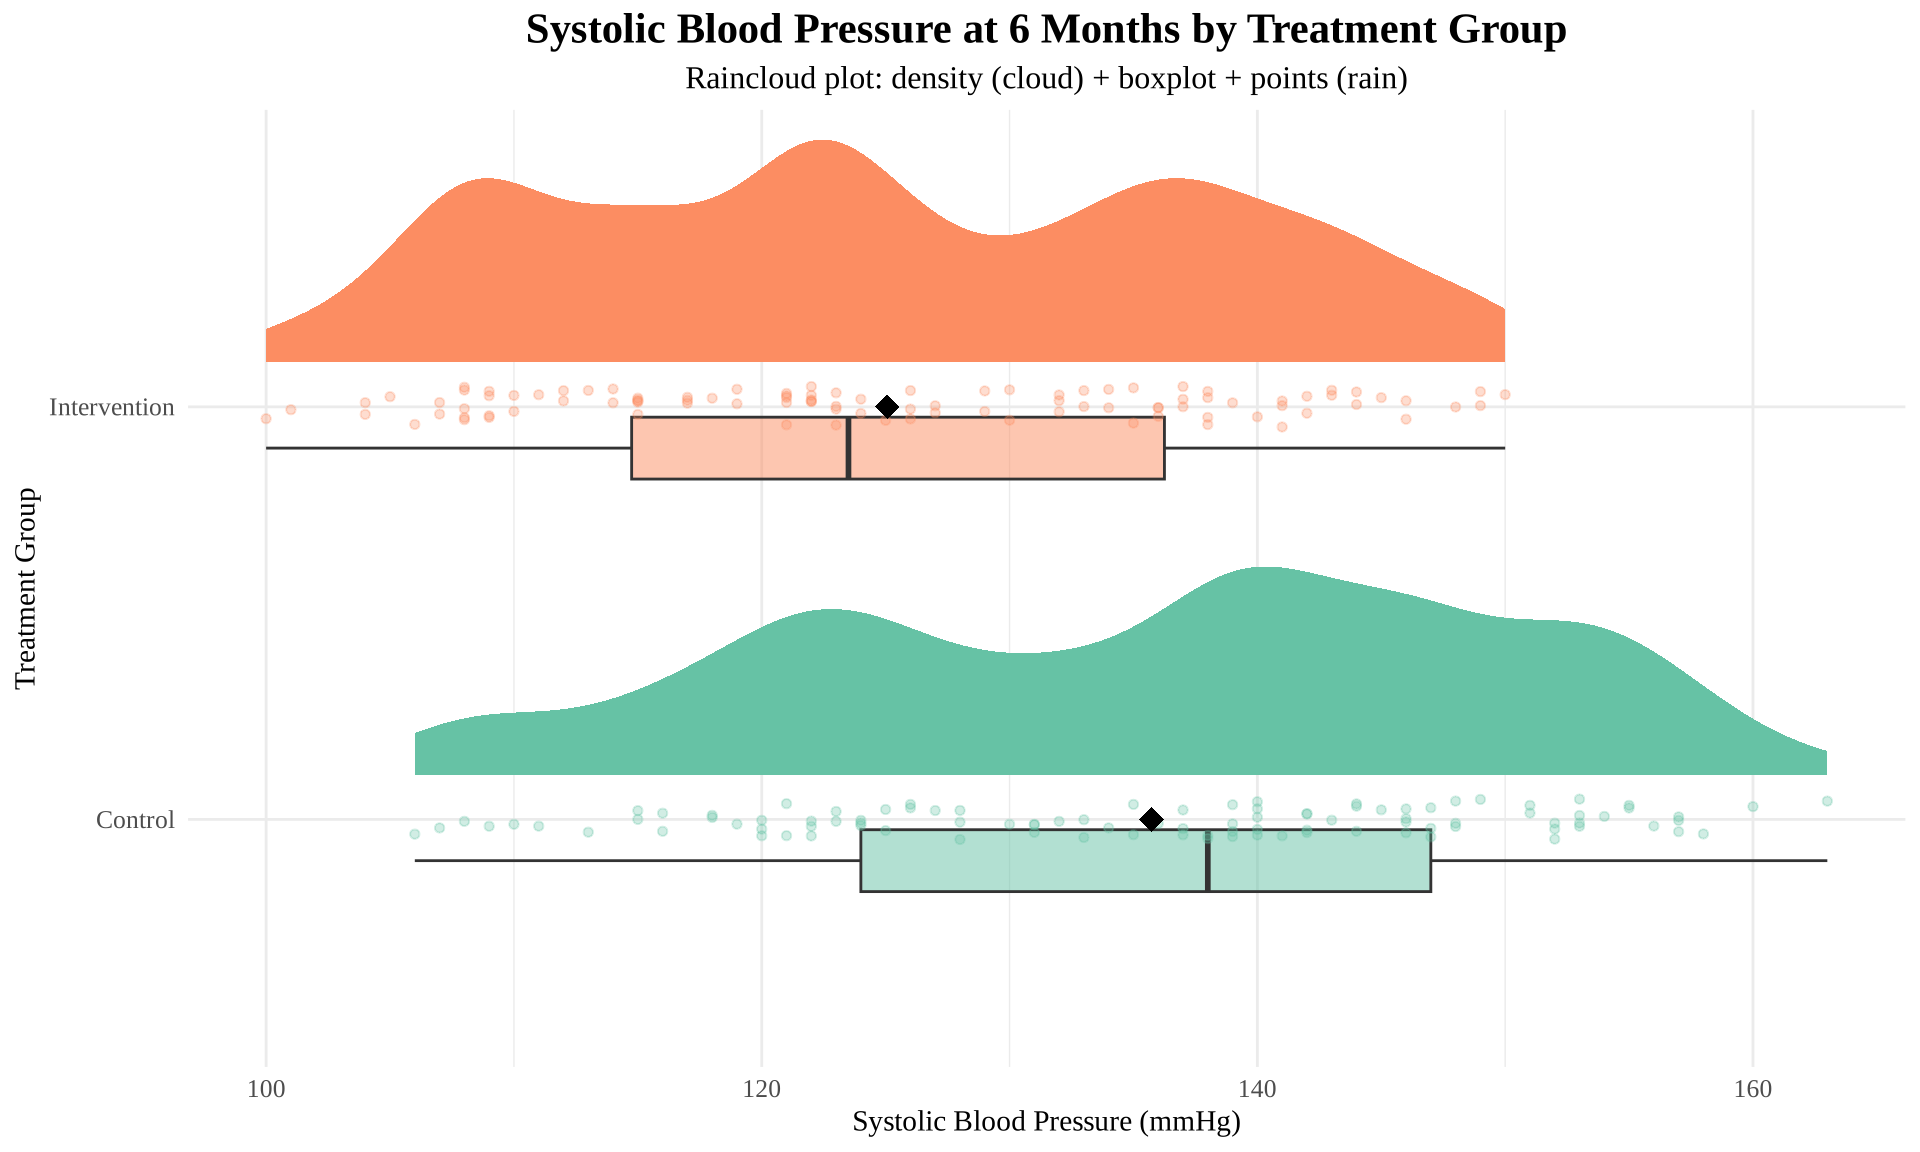 Systolic Blood Pressure at 6 Months by Treatment Group
Raincloud plot: density (cloud) + boxplot + points (rain)
Treatment Group
Intervention
Control
100
120
140
160
Systolic Blood Pressure (mmHg)